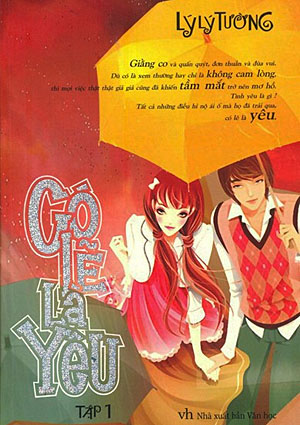 LÝ LÝ TƯỜNG
Giằng co và quấn quýt, đơn thuần và đùa vui.
Dù có là xem thường hay chỉ là không cam lòng,
thì mọi việc thật thật giả giả cũng đã khiến tầm mắt trở nên mơ hồ.
Tình yêu là gì ?
Tất cả những điều hỉ nộ ái ố mà họ đã trải qua,
có lẽ là yêu.
Có
lẽ
Là
Yêu
TẬP 1
vh Nhà xuất bản Văn học